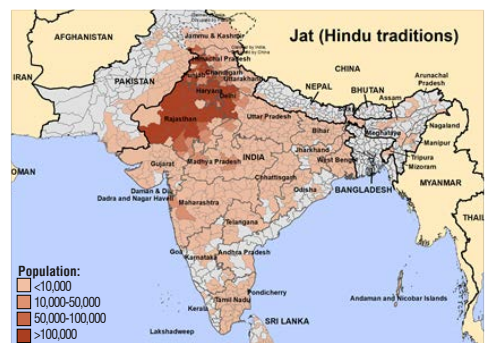 Jat (Hindu traditions)
AFGHANISTAN
Jammu & Kashmir
CHINA
Himachal Pradesh
Punjab
Chandigarh
Uttarakhand
Haryana
Delhi
IRAN
PAKISTAN
NEPAL
BHUTAN
Arunachal
Pradesh
Assam
Rajasthan
Uttar Pradesh
Bihar
Meghalaya
Nagaland
Manipur
Tripura
Mizoram
Jharkhand
West Bengal
Gujarat
Madhya Pradesh
INDIA
Chhattisgarh
OMAN
BANGLADESH
MYANMAR
Daman & Diu
Dadra and Nagar Haveli
Odisha
Maharashtra
THAIL
Telangana
Goa
Karnataka
Andhra Pradesh
Population:
<10,000
10,000-50,000
50,000-100,000
>100,000
Pondicherry
Tamil Nadu
Kerala
Andaman and Nicobar Islands
SRI LANKA
Lakshadweep